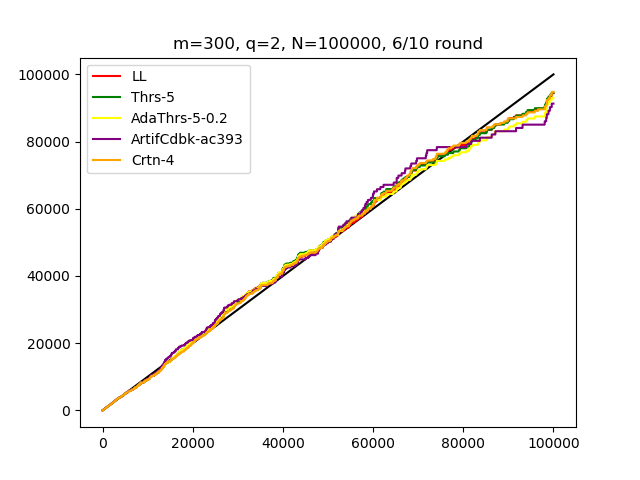 m=300, q=2, N=100000, 6/10 round
100000
80000
60000
40000
20000
0
LL
Thrs-5
AdaThrs-5-0.2
ArtifCdbk-ac393
Crtn-4
0 20000 40000 60000 80000 100000